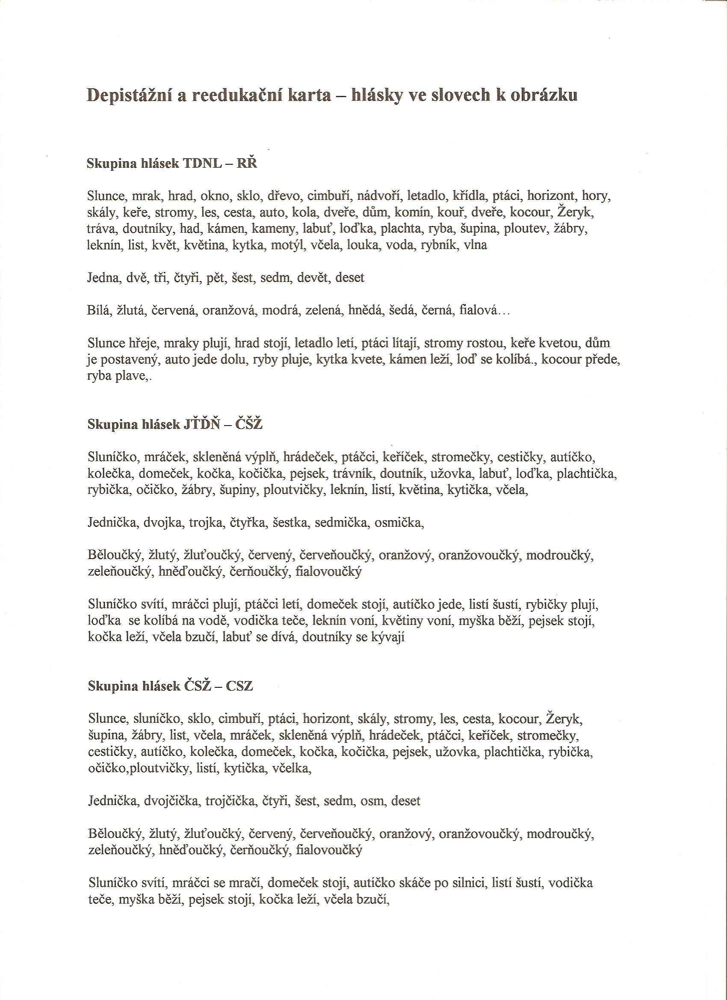 Depistážní a reedukační karta – hlásky ve slovech k obrázku
Skupina hlásek TDNL – RŘ
Slunce, mrak, hrad, okno, sklo, dřevo, cimbuří, nádvoří, letadlo, křídla, ptáci, horizont, hory,
skály, keře, stromy, les, cesta, auto, kola, dveře, dům, komín, kouř, dveře, kocour, Žeryk,
tráva, doutníky, had, kámen, kameny, labuť, loďka, plachta, ryba, šupina, ploutev, žábry,
leknín, list, květ, květina, kytka, motýl, včela, louka, voda, rybník, vlna
Jedna, dvě, tři, čtyři, pět, šest, sedm, devět, deset
Bílá, žlutá, červená, oranžová, modrá, zelená, hnědá, šedá, černá, fialová…
Slunce hřeje, mraky plují, hrad stojí, letadlo letí, ptáci lítají, stromy rostou, keře kvetou, dům
je postavený, auto jede dolu, ryby pluje, kytka kvete, kámen leží, loď se kolíbá., kocour přede,
ryba plave,.
Skupina hlásek JŤĎŇ – ČŠŽ
Sluníčko, mráček, skleněná výplň, hrádeček, ptáčci, keříček, stromečky, cestičky, autíčko,
kolečka, domeček, kočka, kočička, pejsek, trávník, doutník, užovka, labuť, loďka, plachtička,
rybička, očičko, žábry, šupiny, ploutvičky, leknín, listí, květina, kytička, včela,
Jednička, dvojka, trojka, čtyřka, šestka, sedmička, osmička,
Běloučký, žlutý, žluťoučký, červený, červeňoučký, oranžový, oranžovoučký, modroučký,
zeleňoučký, hněďoučký, čerňoučký, fialovoučký
Sluníčko svítí, mráčci plují, ptáčci letí, domeček stojí, autíčko jede, listí šustí, rybičky plují,
loďka  se kolíbá na vodě, vodička teče, leknín voní, květiny voní, myška běží, pejsek stojí,
kočka leží, včela bzučí, labuť se dívá, doutníky se kývají
Skupina hlásek ČSŽ – CSZ
Slunce, sluníčko, sklo, cimbuří, ptáci, horizont, skály, stromy, les, cesta, kocour, Žeryk,
šupina, žábry, list, včela, mráček, skleněná výplň, hrádeček, ptáčci, keříček, stromečky,
cestičky, autíčko, kolečka, domeček, kočka, kočička, pejsek, užovka, plachtička, rybička,
očičko,ploutvičky, listí, kytička, včelka,
Jednička, dvojčička, trojčička, čtyři, šest, sedm, osm, deset
Běloučký, žlutý, žluťoučký, červený, červeňoučký, oranžový, oranžovoučký, modroučký,
zeleňoučký, hněďoučký, čerňoučký, fialovoučký
Sluníčko svítí, mráčci se mračí, domeček stojí, autíčko skáče po silnici, listí šustí, vodička
teče, myška běží, pejsek stojí, kočka leží, včela bzučí,